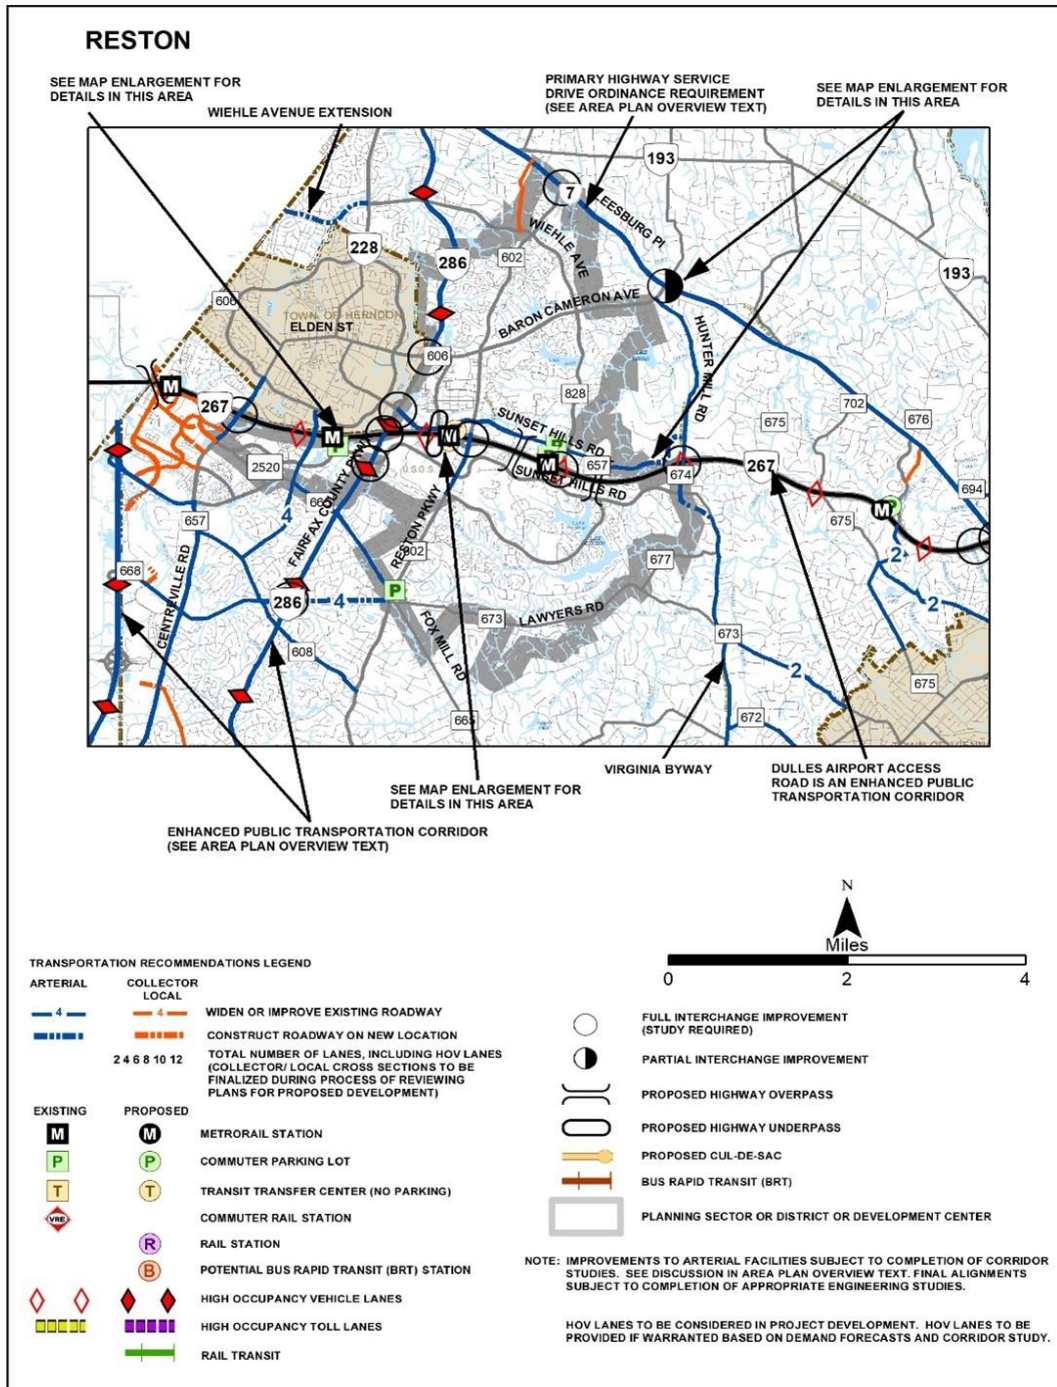 RESTON
SEE MAP ENLARGEMENT FOR
DETAILS IN THIS AREA
WIEHLE AVENUE EXTENSION
PRIMARY HIGHWAY SERVICE
DRIVE ORDINANCE REQUIREMENT
(SEE AREA PLAN OVERVIEW TEXT)
SEE MAP ENLARGEMENT FOR
DETAILS IN THIS AREA
193
7
LEESBURG PI
WIEHLE AVE
228
286
602
193
606
BARON CAMERON AVE
TOWN OF HERNDON
ELDEN ST
606
HUNTER MILL RD
M
267
828
702
676
675
SUNSET HILLS RD
M
P
M
P
M
657
2520
U.S.G.S
SUNSET HILLS RD
674
267
694
657
4
FAIRFAX COUNTY PKWY
RESTON PKWY
M
675
2
668
CENTREVILLE RD
677
286
4
P
2
673
LAWYERS RD
FOX MILL RD
673
608
2
675
665
672
VIRGINIA BYWAY
DULLES AIRPORT ACCESS
ROAD IS AN ENHANCED PUBLIC
TRANSPORTATION CORRIDOR
SEE MAP ENLARGEMENT FOR
DETAILS IN THIS AREA
ENHANCED PUBLIC TRANSPORTATION CORRIDOR
(SEE AREA PLAN OVERVIEW TEXT)
N
Miles
0 2 4
TRANSPORTATION RECOMMENDATIONS LEGEND
ARTERIAL COLLECTOR
LOCAL
4 4 WIDEN OR IMPROVE EXISTING ROADWAY
CONSTRUCT ROADWAY ON NEW LOCATION
2 4 6 8 10 12 TOTAL NUMBER OF LANES, INCLUDING HOV LANES
(COLLECTOR/ LOCAL CROSS SECTIONS TO BE
FINALIZED DURING PROCESS OF REVIEWING
PLANS FOR PROPOSED DEVELOPMENT)
EXISTING PROPOSED
M M METRORAIL STATION
P P COMMUTER PARKING LOT
T T TRANSIT TRANSFER CENTER (NO PARKING)
VRE COMMUTER RAIL STATION
R RAIL STATION
B POTENTIAL BUS RAPID TRANSIT (BRT) STATION
HIGH OCCUPANCY VEHICLE LANES
HIGH OCCUPANCY TOLL LANES
RAIL TRANSIT
FULL INTERCHANGE IMPROVEMENT
(STUDY REQUIRED)
PARTIAL INTERCHANGE IMPROVEMENT
PROPOSED HIGHWAY OVERPASS
PROPOSED HIGHWAY UNDERPASS
PROPOSED CUL-DE-SAC
BUS RAPID TRANSIT (BRT)
PLANNING SECTOR OR DISTRICT OR DEVELOPMENT CENTER
NOTE: IMPROVEMENTS TO ARTERIAL FACILITIES SUBJECT TO COMPLETION OF CORRIDOR
STUDIES. SEE DISCUSSION IN AREA PLAN OVERVIEW TEXT. FINAL ALIGNMENTS
SUBJECT TO COMPLETION OF APPROPRIATE ENGINEERING STUDIES.
HOV LANES TO BE CONSIDERED IN PROJECT DEVELOPMENT. HOV LANES TO BE
PROVIDED IF WARRANTED BASED ON DEMAND FORECASTS AND CORRIDOR STUDY.